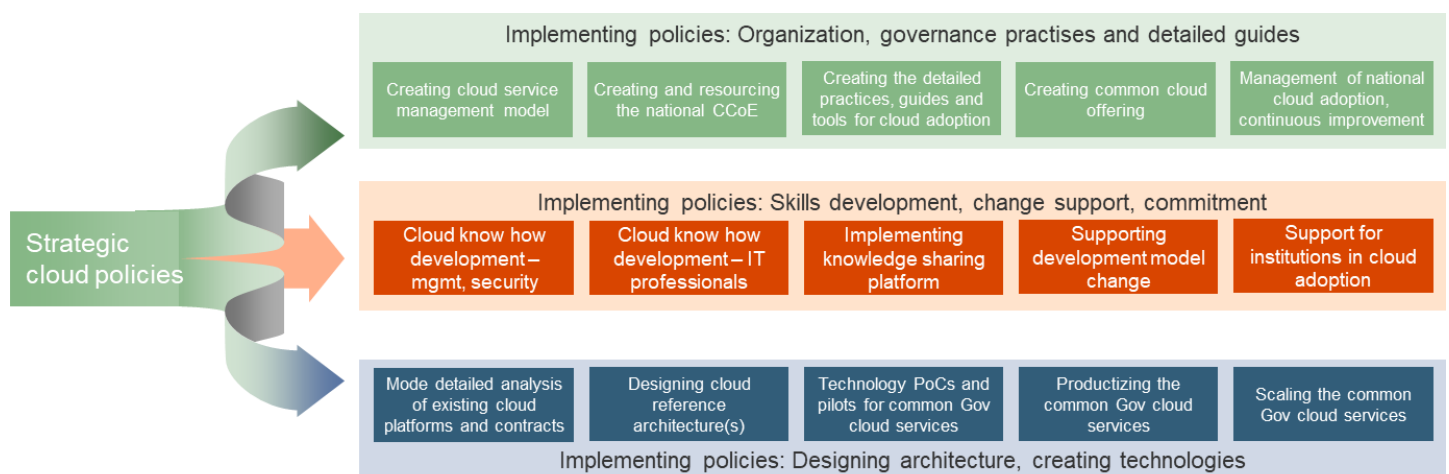 Strategic
cloud policies
Implementing policies: Organization, governance practises and detailed guides
Creating cloud service
management model
Creating and resourcing
the national CCoE
Creating the detailed
practices, guides and
tools for cloud adoption
Creating common cloud
offering
Management of national
cloud adoption,
continuous improvement
Implementing policies: Skills development, change support, commitment
Cloud know how
development – 
mgmt, security
Cloud know how
development – IT
professionals
Implementing
knowledge sharing
platform
Supporting
development model
change
Support for
institutions in cloud
adoption
Mode detailed analysis
of existing cloud
platforms and contracts
Designing cloud
reference
architecture(s)
Technology PoCs and
pilots for common Gov
cloud services
Productizing the
common Gov cloud
services
Scaling the common
Gov cloud services
Implementing policies: Designing architecture, creating technologies